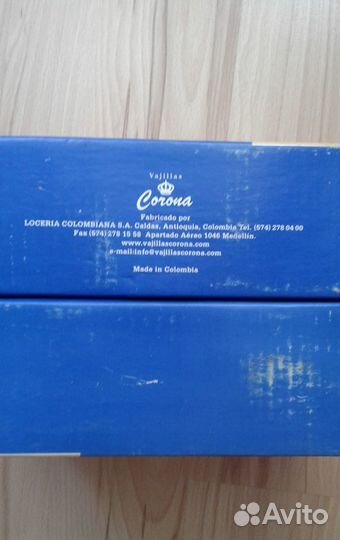 Vajillas
Corona
Fabricado por
LOCERIA COLOMBIANA S.A. Caldas, Antioquia, Colombia Tel. (574) 278 04 00
Fax (574) 278 15 58 Apartado Aéreo 1046 Medellín.
www.vajillascorona.com
e-mail:info@vajillascorona.com
Made in Colombia
Avito